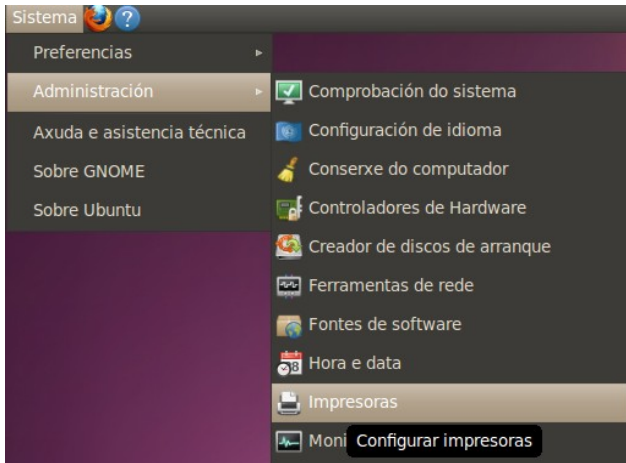 Sistema
Preferencias
Administración
Axuda e asistencia técnica
Sobre GNOME
Sobre Ubuntu
Comprobación do sistema
Configuración de idioma
Conserxe do computador
Controladores de Hardware
Creador de discos de arranque
Ferramentas de rede
Fontes de software
Hora e data
Impresoras
Moni
Configurar impresoras